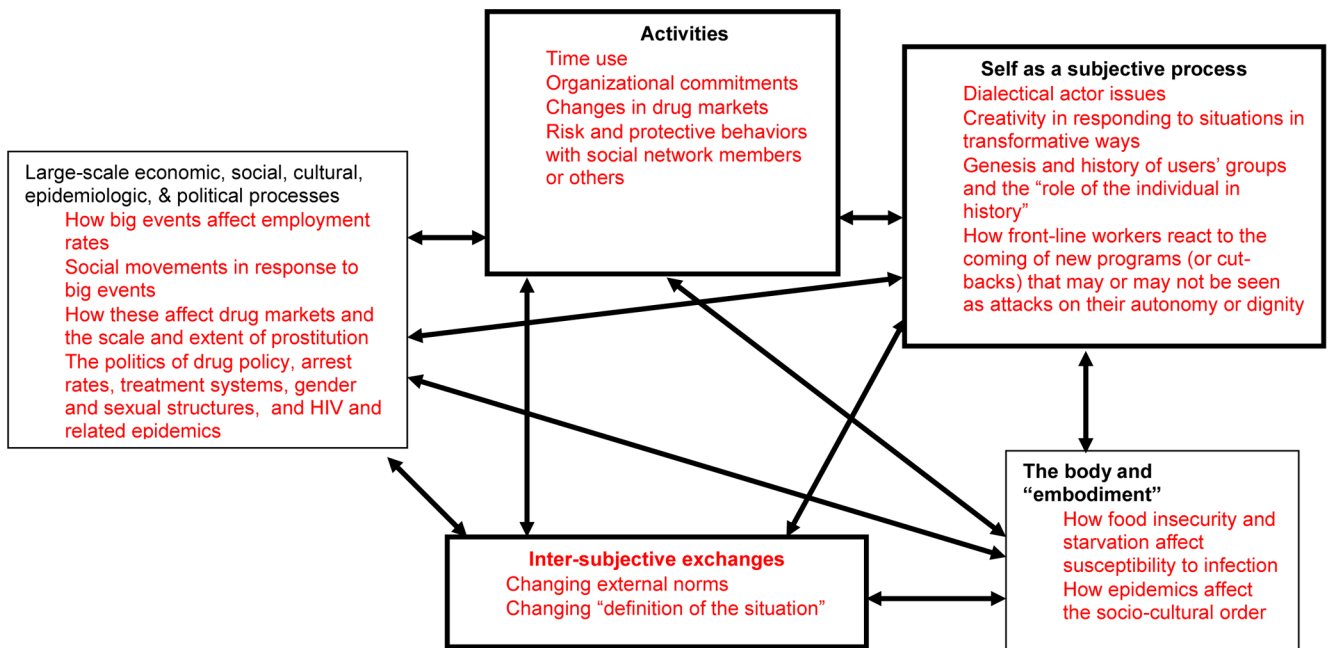 Activities
Time use
Organizational commitments
Changes in drug markets
Risk and protective behaviors
with social network members
or others
Self as a subjective process
Dialectical actor issues
Creativity in responding to situations in
transformative ways
Genesis and history of users’ groups
and the “role of the individual in
history”
How front-line workers react to the
coming of new programs (or cut-
backs) that may or may not be seen
as attacks on their autonomy or dignity
Large-scale economic, social, cultural,
epidemiologic, & political processes
How big events affect employment
rates
Social movements in response to
big events
How these affect drug markets and
the scale and extent of prostitution
The politics of drug policy, arrest
rates, treatment systems, gender
and sexual structures,  and HIV and
related epidemics
The body and
“embodiment”
How food insecurity and
starvation affect
susceptibility to infection
How epidemics affect
the socio-cultural order
Inter-subjective exchanges
Changing external norms
Changing “definition of the situation”